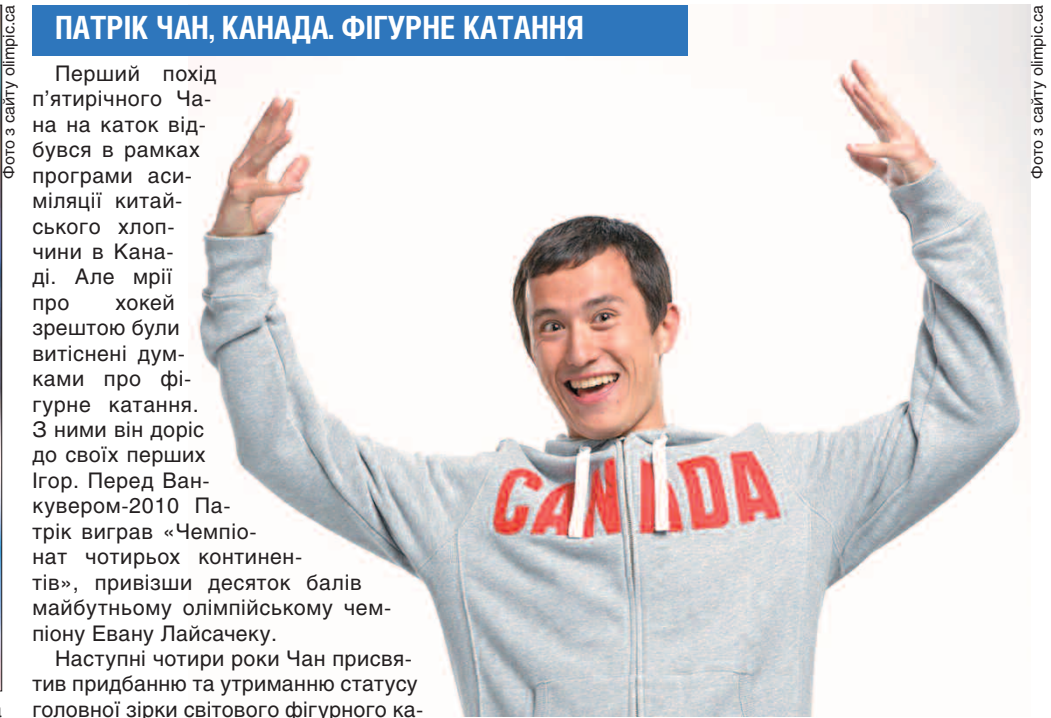 ПАТРІК ЧАН, КАНАДА. ФІГУРНЕ КАТАННЯ
Перший похід
п’ятирічного Ча-
на на каток від-
бувся в рамках
програми аси-
міляції китай-
ського хлоп-
чини в Кана-
ді. Але мрії
про хокей
зрештою були
витіснені дум-
ками про фі-
гурне катання.
З ними він доріс
до своїх перших
Ігор. Перед Ван-
кувером-2010 Па-
трік виграв «Чемпіо-
нат чотирьох континен-
тів», привізши десяток балів
майбутньому олімпійському чем-
піону Евану Лайсачеку.
Наступні чотири роки Чан присвя-
тив придбанню та утриманню статусу
головної зірки світового фігурного ка-
CANADA
Фото з сайту olimpic.ca
Фото з сайту olimpic.ca